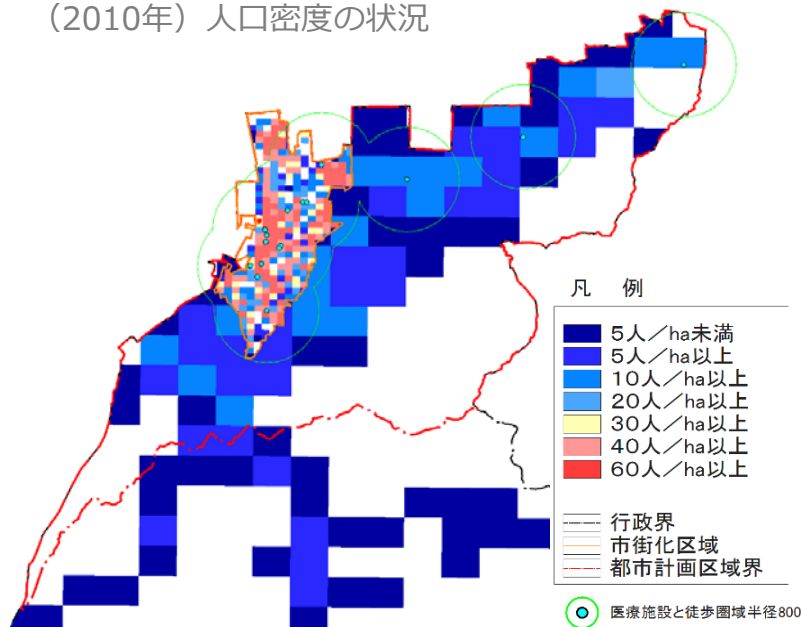 （2010年）人口密度の状況
凡　例
5人／ha未満
5人／ha以上
10人／ha以上
20人／ha以上
30人／ha以上
40人／ha以上
60人／ha以上
行政界
市街化区域
都市計画区域界
医療施設と徒歩圏域半径800